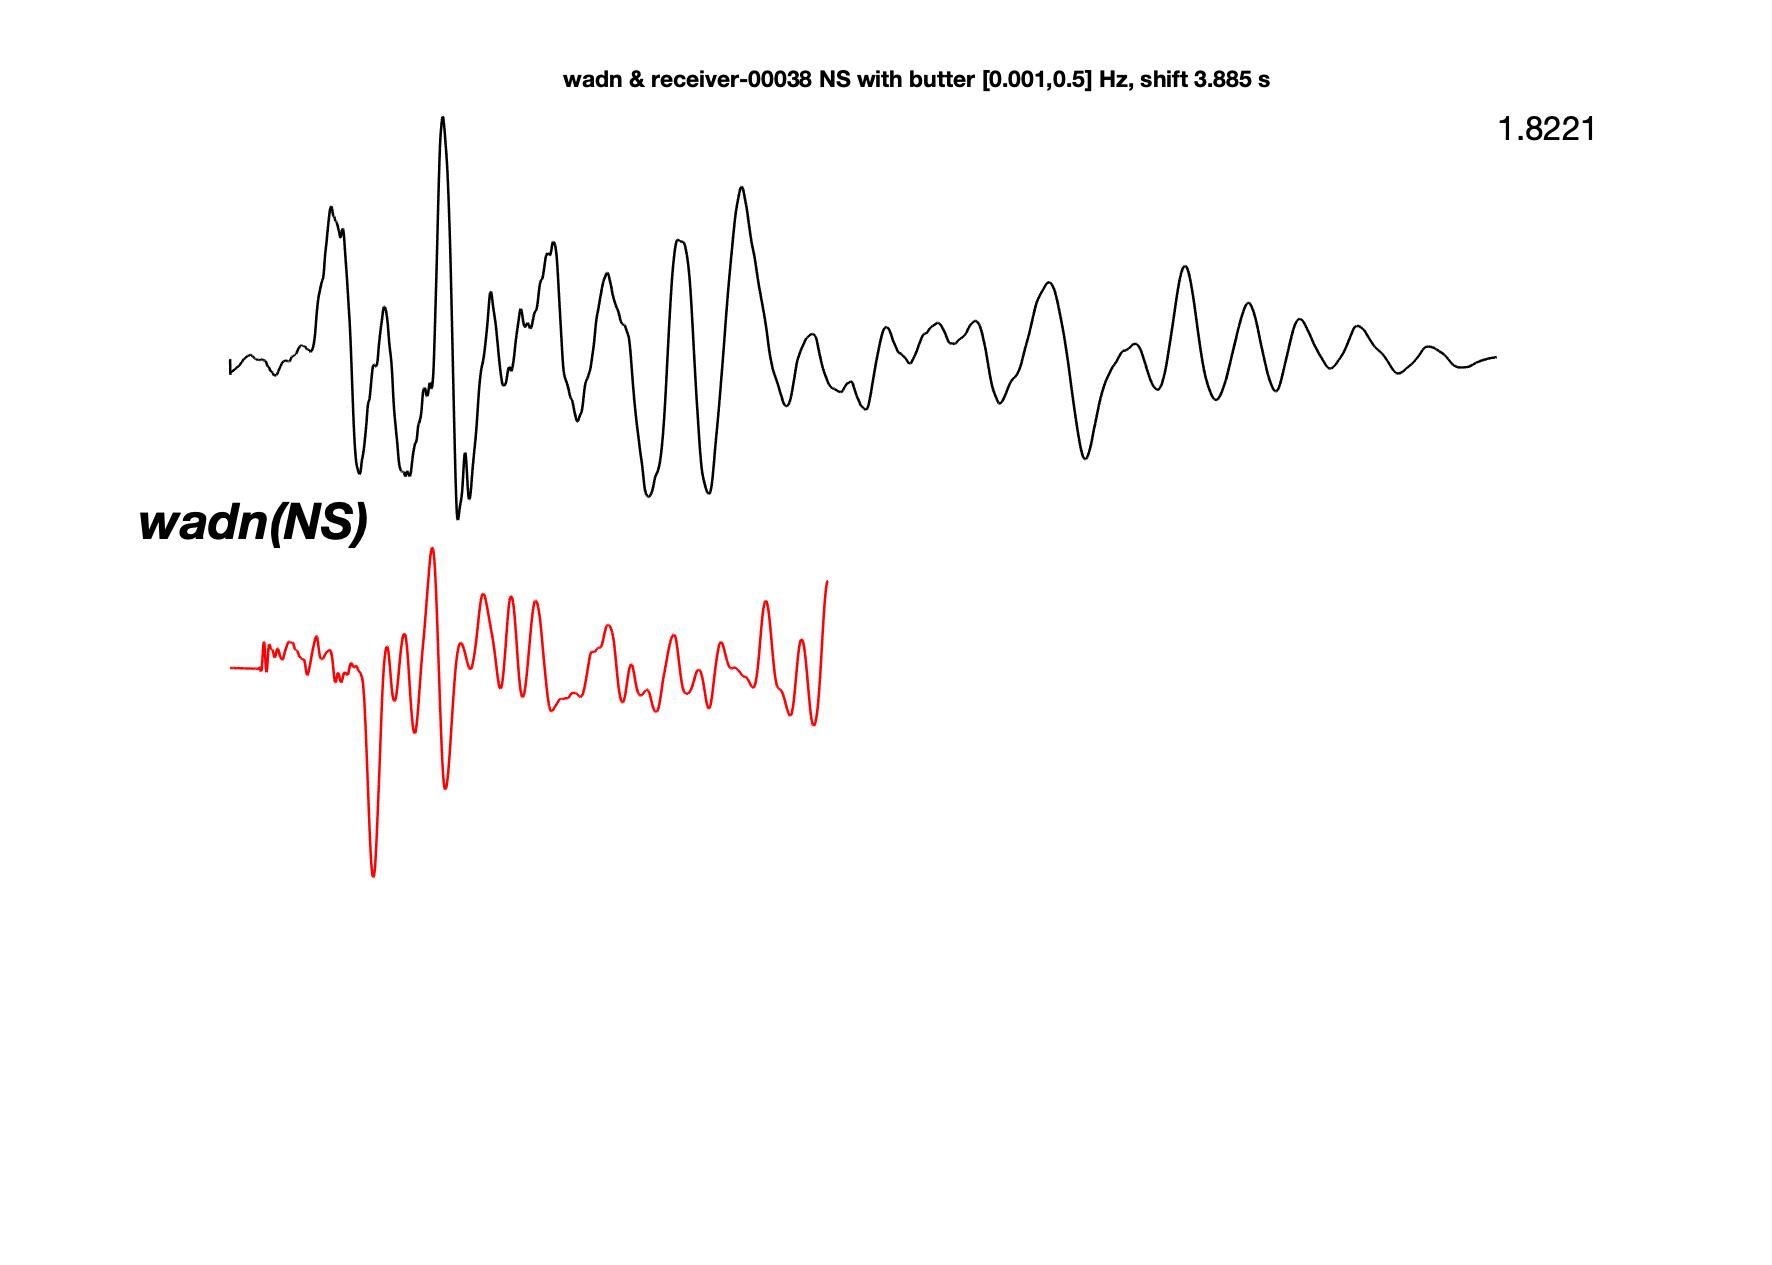 wadn & receiver-00038 NS with butter [0.001,0.5] Hz, shift 3.885 s
1.8221
wadn(NS)